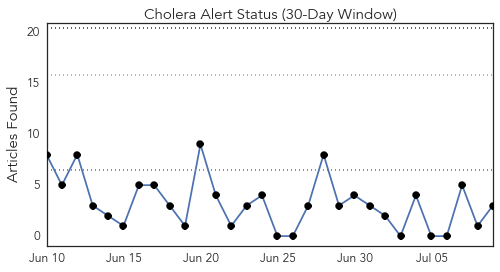 Cholera Alert Status (30-Day Window)
Articles Found
20
15
10
5
0
Jun 10 Jun 15 Jun 20 Jun 25 Jun 30 Jul 05